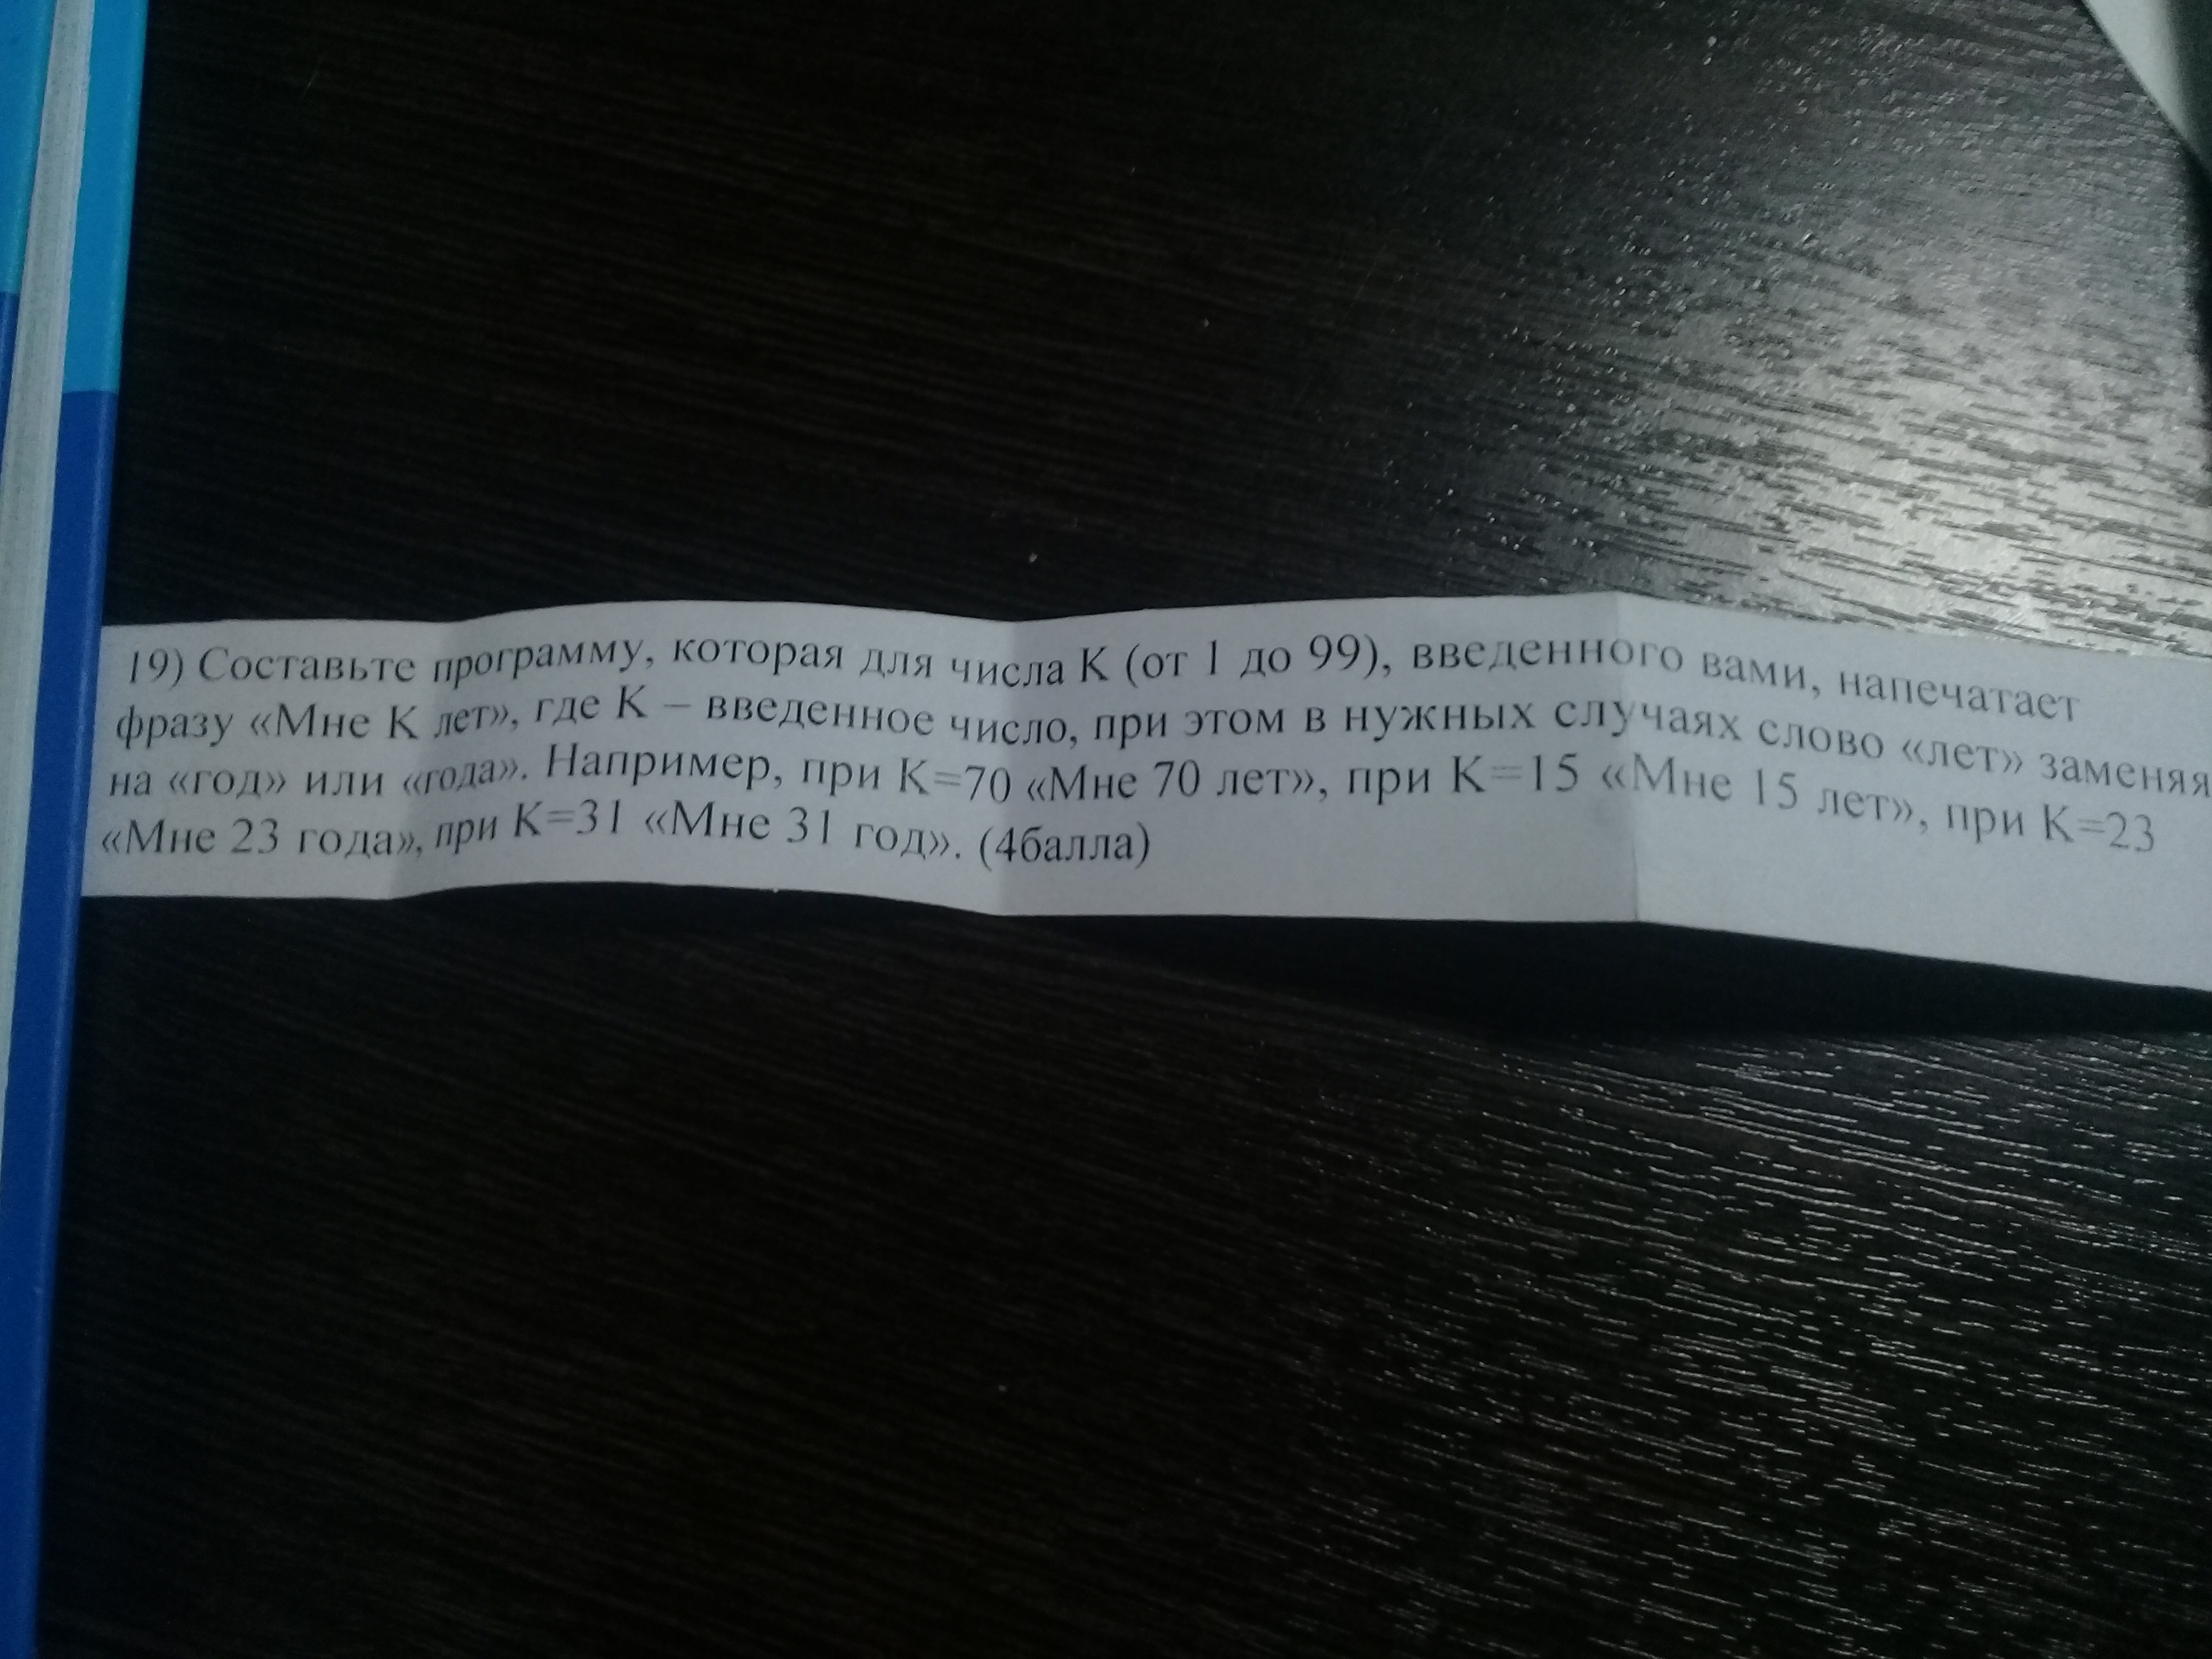 19) Составьте программу, которая для числа K (от 1 до 99), введенного вами, напечатает
фразу «Мне K лет», где K – введенное число, при этом в нужных случаях слово «лет» заменяя
на «год» или «года». Например, при K=70 «Мне 70 лет», при K=15 «Мне 15 лет», при K=23
«Мне 23 года», при K=31 «Мне 31 год». (4балла)